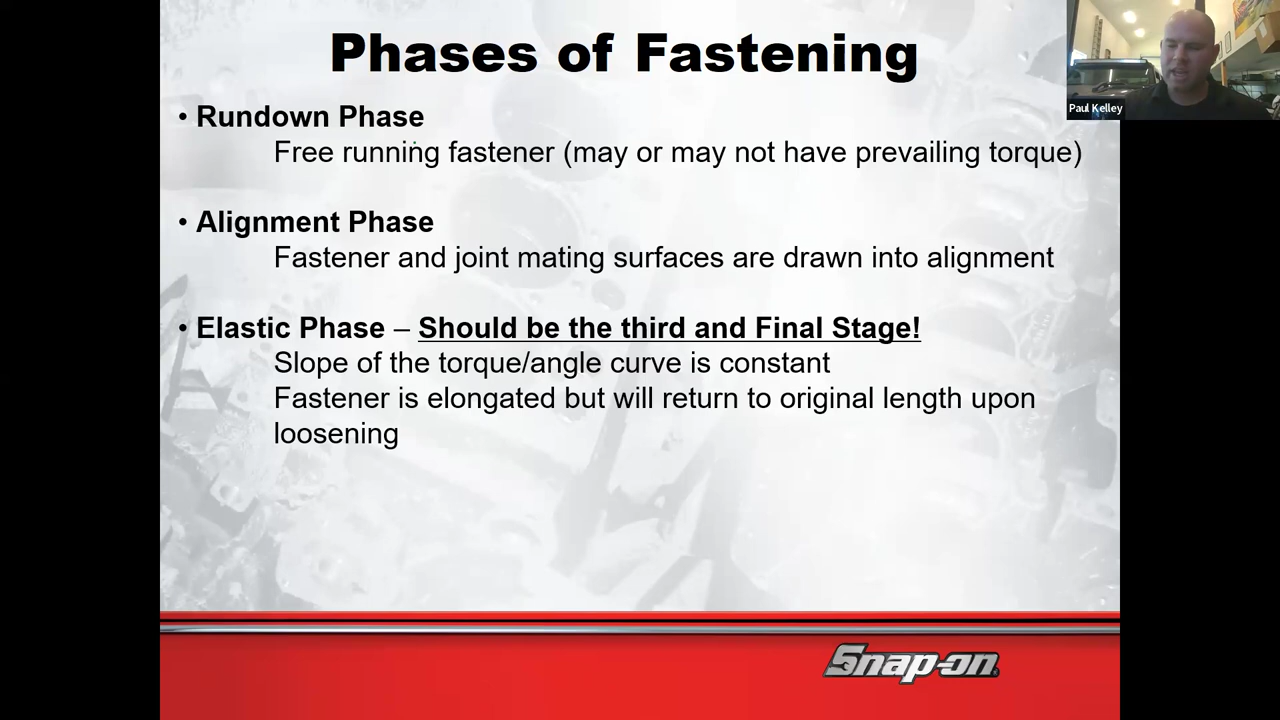 Phases of Fastening
Paul Kelley
• Rundown Phase
Free running fastener (may or may not have prevailing torque)
• Alignment Phase
Fastener and joint mating surfaces are drawn into alignment
• Elastic Phase – Should be the third and Final Stage!
Slope of the torque/angle curve is constant
Fastener is elongated but will return to original length upon
loosening
Snap-on